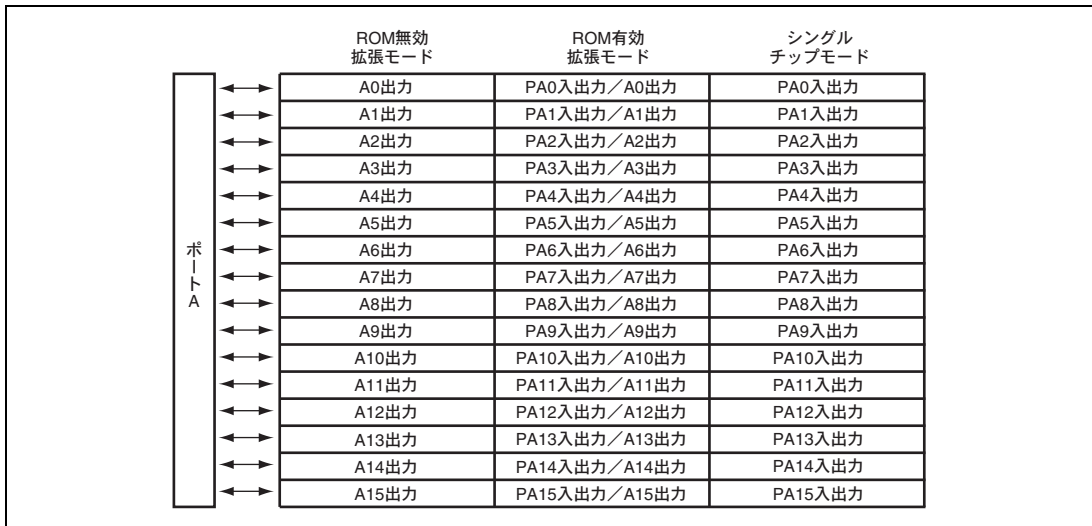 ROM無効 ROM有効 シングル
拡張モード 拡張モード チップモード
ポートA
A0出力 PA0入出力／A0出力 PA0入出力
A1出力 PA1入出力／A1出力 PA1入出力
A2出力 PA2入出力／A2出力 PA2入出力
A3出力 PA3入出力／A3出力 PA3入出力
A4出力 PA4入出力／A4出力 PA4入出力
A5出力 PA5入出力／A5出力 PA5入出力
A6出力 PA6入出力／A6出力 PA6入出力
A7出力 PA7入出力／A7出力 PA7入出力
A8出力 PA8入出力／A8出力 PA8入出力
A9出力 PA9入出力／A9出力 PA9入出力
A10出力 PA10入出力／A10出力 PA10入出力
A11出力 PA11入出力／A11出力 PA11入出力
A12出力 PA12入出力／A12出力 PA12入出力
A13出力 PA13入出力／A13出力 PA13入出力
A14出力 PA14入出力／A14出力 PA14入出力
A15出力 PA15入出力／A15出力 PA15入出力